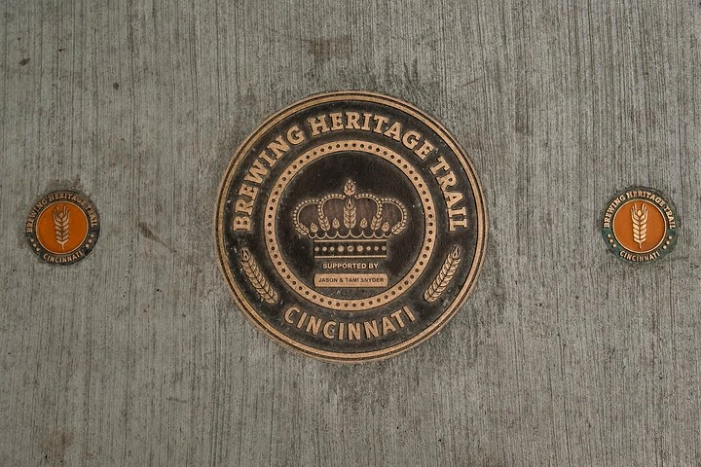 BREWING HERITAGE TRAIL
CINCINNATI
BREWING HERITAGE TRAIL
SUPPORTED BY
JASON & TAMI SNYDER
CINCINNATI
BREWING HERITAGE TRAIL
CINCINNATI